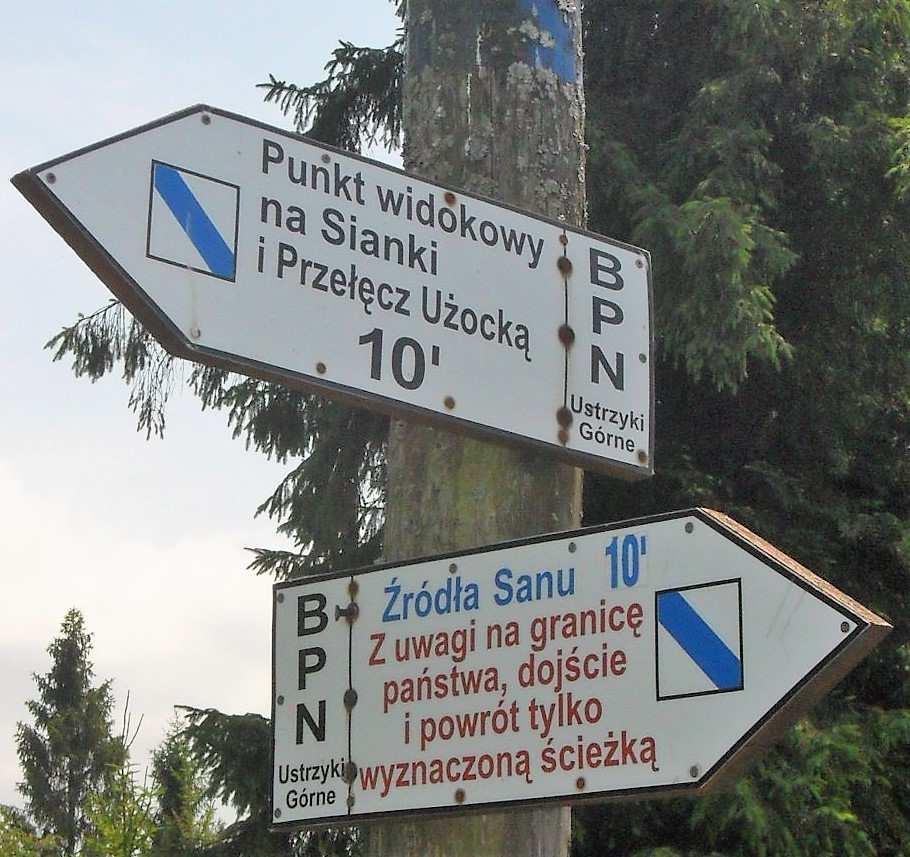 Punkt widokowy
na Sianki
i Przełęcz Użocką
10'
B
P
N
Ustrzyki
Górne
B
P
N
Ustrzyki
Górne
Źródła Sanu 10'
Z uwagi na granicę
państwa, dojście
i powrót tylko
wyznaczoną ścieżką